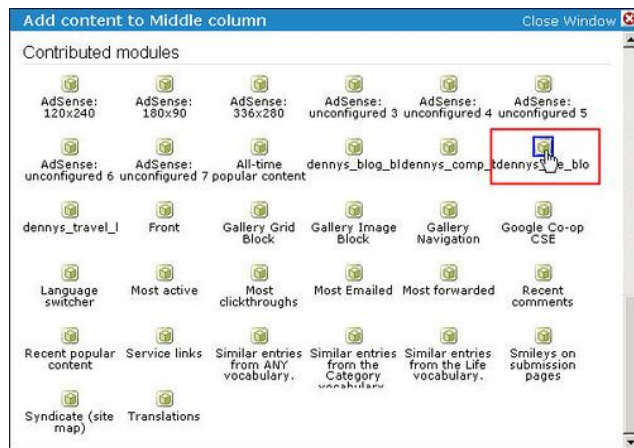 Add content to Middle column Close Window
Contributed modules
AdSense: AdSense: AdSense: AdSense: AdSense: AdSense:
120x240 180x90 336x280 unconfigured 3 unconfigured 4 unconfigured 5
AdSense: AdSense: All-time dennys_blog_bl dennys_comp_
unconfigured 6 unconfigured 7 popular content
dennys_travel_l Front Gallery Grid Gallery Image Gallery Google Co-op
Block Block Navigation CSE
Language Most active Most Most Emailed Most forwarded Recent
switcher clickthroughs comments
Recent popular Service links Similar entries Similar entries Similar entries Smileys on
content from ANY from the from the Life submission
vocabulary. Category vocabulary. pages
vocabulary
Syndicate (site Translations
map)